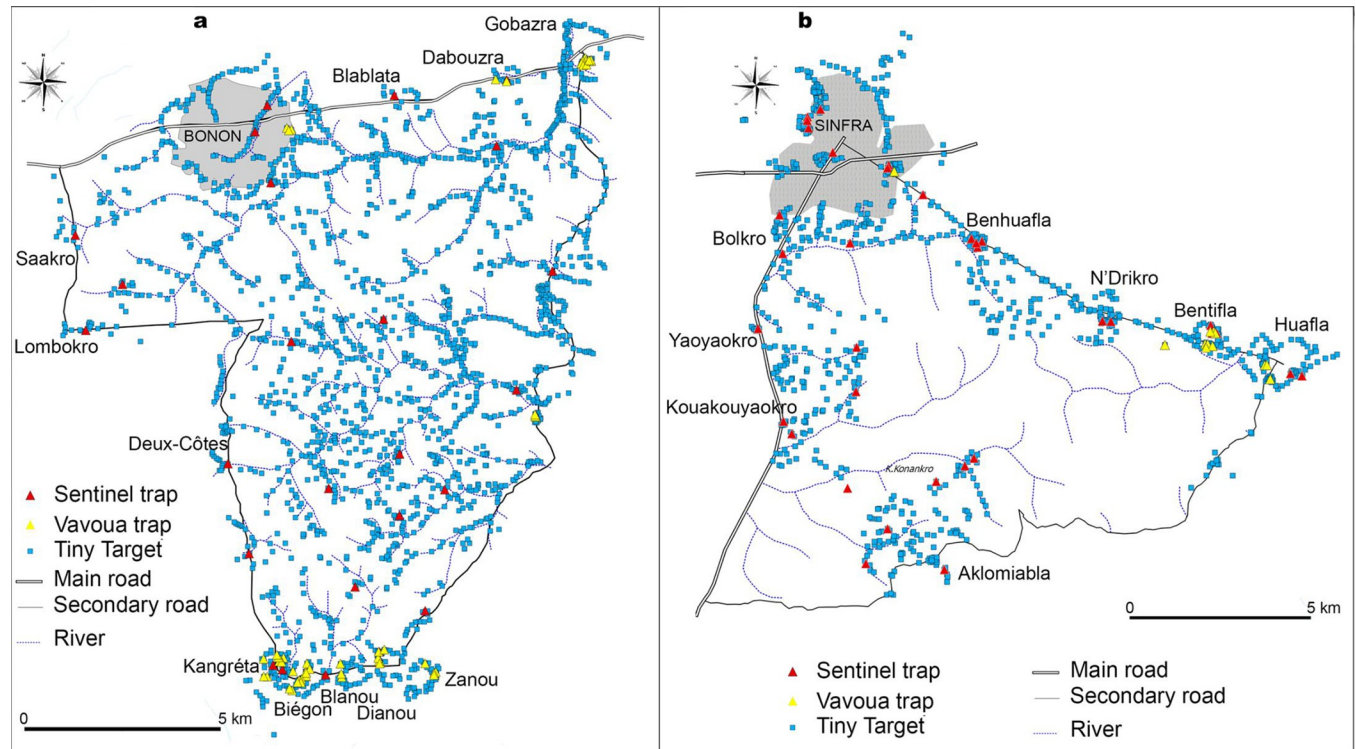 a
Gobazra
Dabouzra
Blablata
BONON
Saakro
Lombokro
Deux-Côtes
Sentinel trap
Vavoua trap
Tiny Target
Main road
Secondary road
River
Kangréta
Biégon
Blanou
Dianou
Zanou
0 5 km
b
SINFRA
Bolkro
Benhuafla
N'Drikro
Bentifla
Huafla
Yaoyaokro
Kouakouyaokro
K.Konankro
Aklomiabla
0 5 km
Sentinel trap
Vavoua trap
Tiny Target
Main road
Secondary road
River